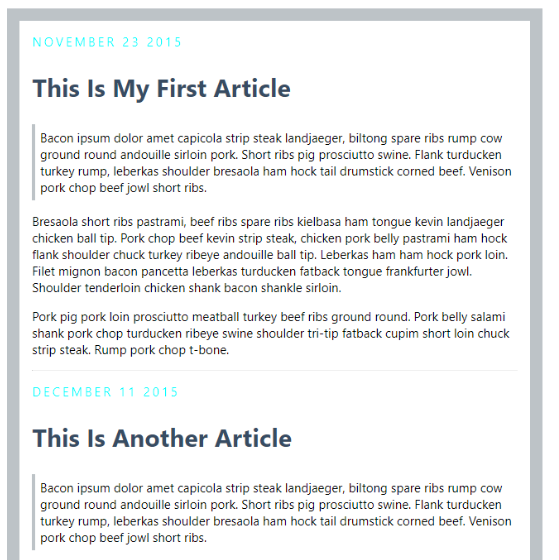 NOVEMBER 23 2015
This Is My First Article
Bacon ipsum dolor amet capicola strip steak landjaeger, biltong spare ribs rump cow
ground round andouille sirloin pork. Short ribs pig prosciutto swine. Flank turducken
turkey rump, leberkas shoulder bresaola ham hock tail drumstick corned beef. Venison
pork chop beef jowl short ribs.
Bresaola short ribs pastrami, beef ribs spare ribs kielbasa ham tongue kevin landjaeger
chicken ball tip. Pork chop beef kevin strip steak, chicken pork belly pastrami ham hock
flank shoulder chuck turkey ribeye andouille ball tip. Leberkas ham ham hock pork loin.
Filet mignon bacon pancetta leberkas turducken fatback tongue frankfurter jowl.
Shoulder tenderloin chicken shank bacon shankle sirloin.
Pork pig pork loin prosciutto meatball turkey beef ribs ground round. Pork belly salami
shank pork chop turducken ribeye swine shoulder tri-tip fatback cupim short loin chuck
strip steak. Rump pork chop t-bone.
DECEMBER 11 2015
This Is Another Article
Bacon ipsum dolor amet capicola strip steak landjaeger, biltong spare ribs rump cow
ground round andouille sirloin pork. Short ribs pig prosciutto swine. Flank turducken
turkey rump, leberkas shoulder bresaola ham hock tail drumstick corned beef. Venison
pork chop beef jowl short ribs.